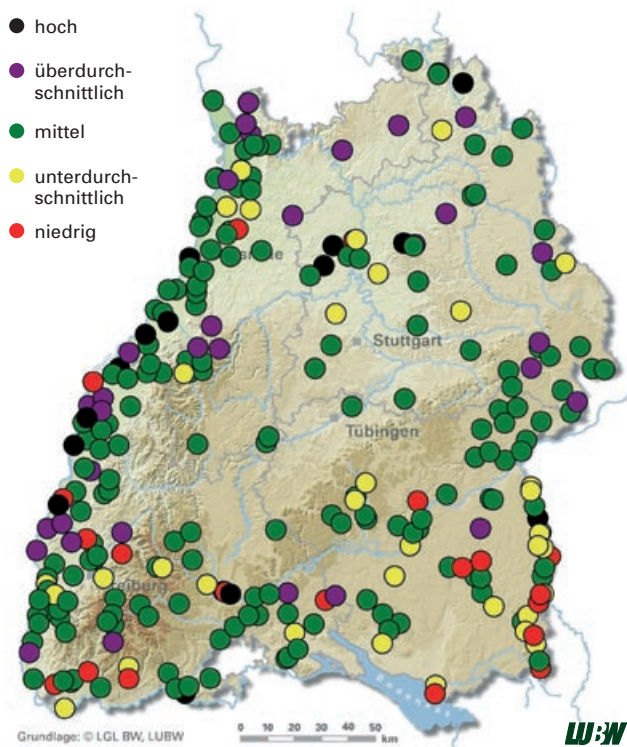 hoch
überdurch-
schnittlich
mittel
unterdurch-
schnittlich
niedrig
Stuttgart
Tübingen
Bodensee
Grundlage: © LGL BW, LUBW
0 10 20 30 40 50
km
LUBW